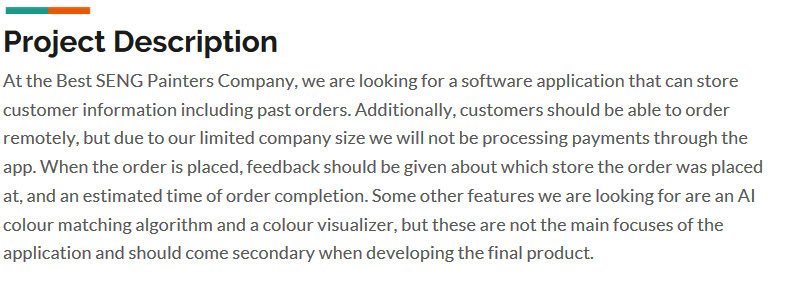 Project Description
At the Best SENG Painters Company, we are looking for a software application that can store
customer information including past orders. Additionally, customers should be able to order
remotely, but due to our limited company size we will not be processing payments through the
app. When the order is placed, feedback should be given about which store the order was placed
at, and an estimated time of order completion. Some other features we are looking for are an AI
colour matching algorithm and a colour visualizer, but these are not the main focuses of the
application and should come secondary when developing the final product.